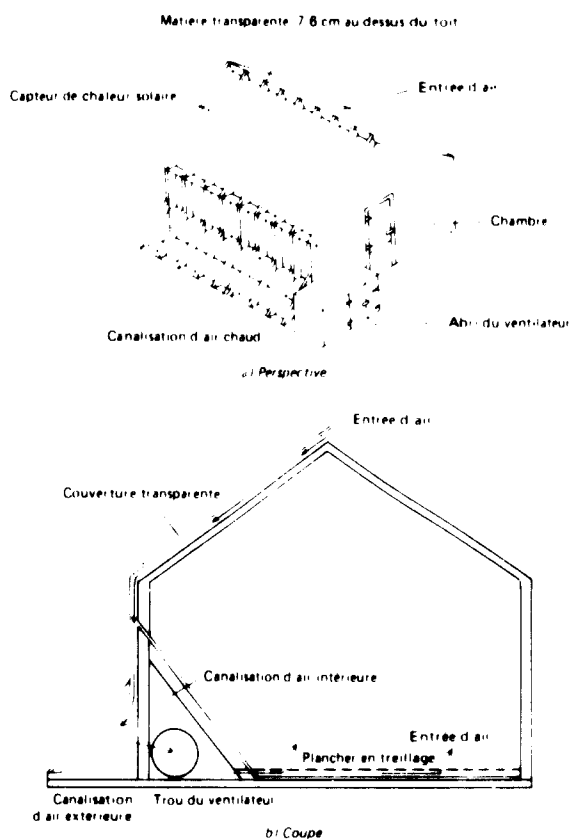 Matière transparente 7.6 cm au dessus du toit
Entrée d'air
Capteur de chaleur solaire
Chambre
Abri du ventilateur
Canalisation d'air chaud
a) Perspective
Entrée d'air
Couverture transparente
Canalisation d'air intérieure
Entrée d'air
Plancher en treillage
Canalisation
d'air extérieure
Trou du ventilateur
b) Coupe